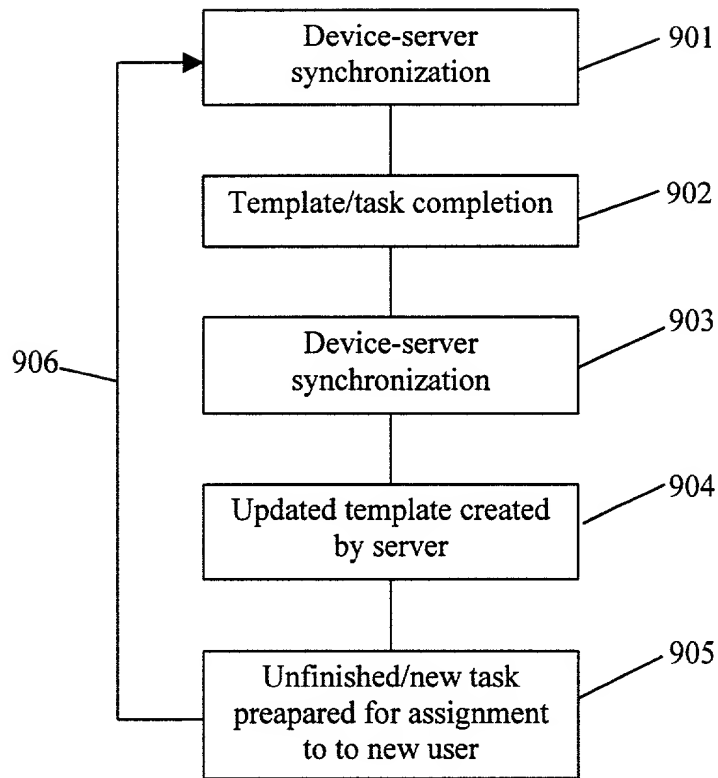 Device-server
synchronization
901
Template/task completion
902
Device-server
synchronization
903
906
Updated template created
by server
904
Unfinished/new task
preapared for assignment
to to new user
905